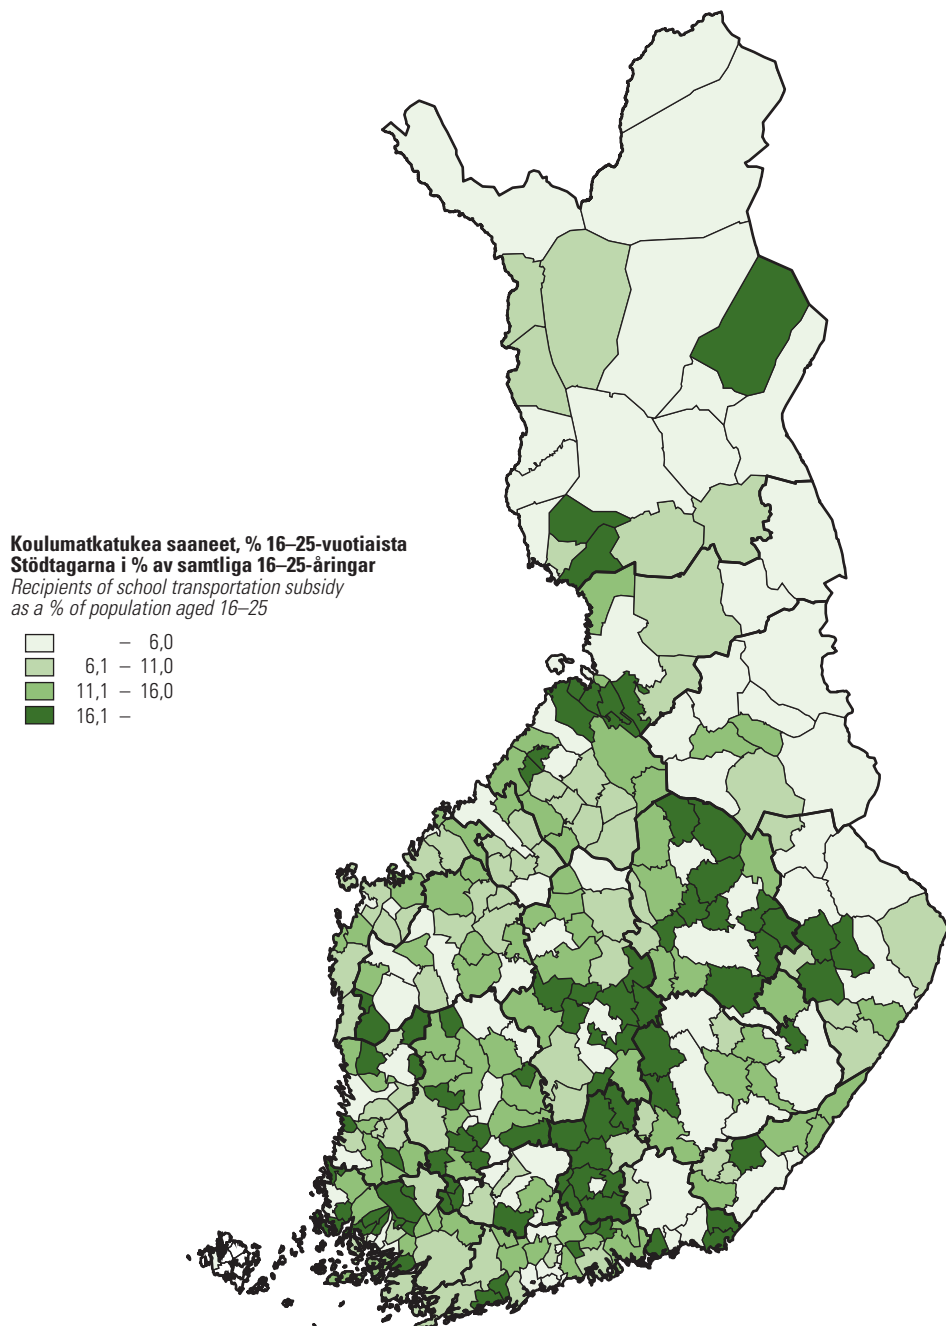 Koulumatkatukea saaneet, % 16–25-vuotiaista
Stödtagarna i % av samtliga 16–25-åringar
Recipients of school transportation subsidy
as a % of population aged 16–25
– 6,0
6,1 – 11,0
11,1 – 16,0
16,1 –